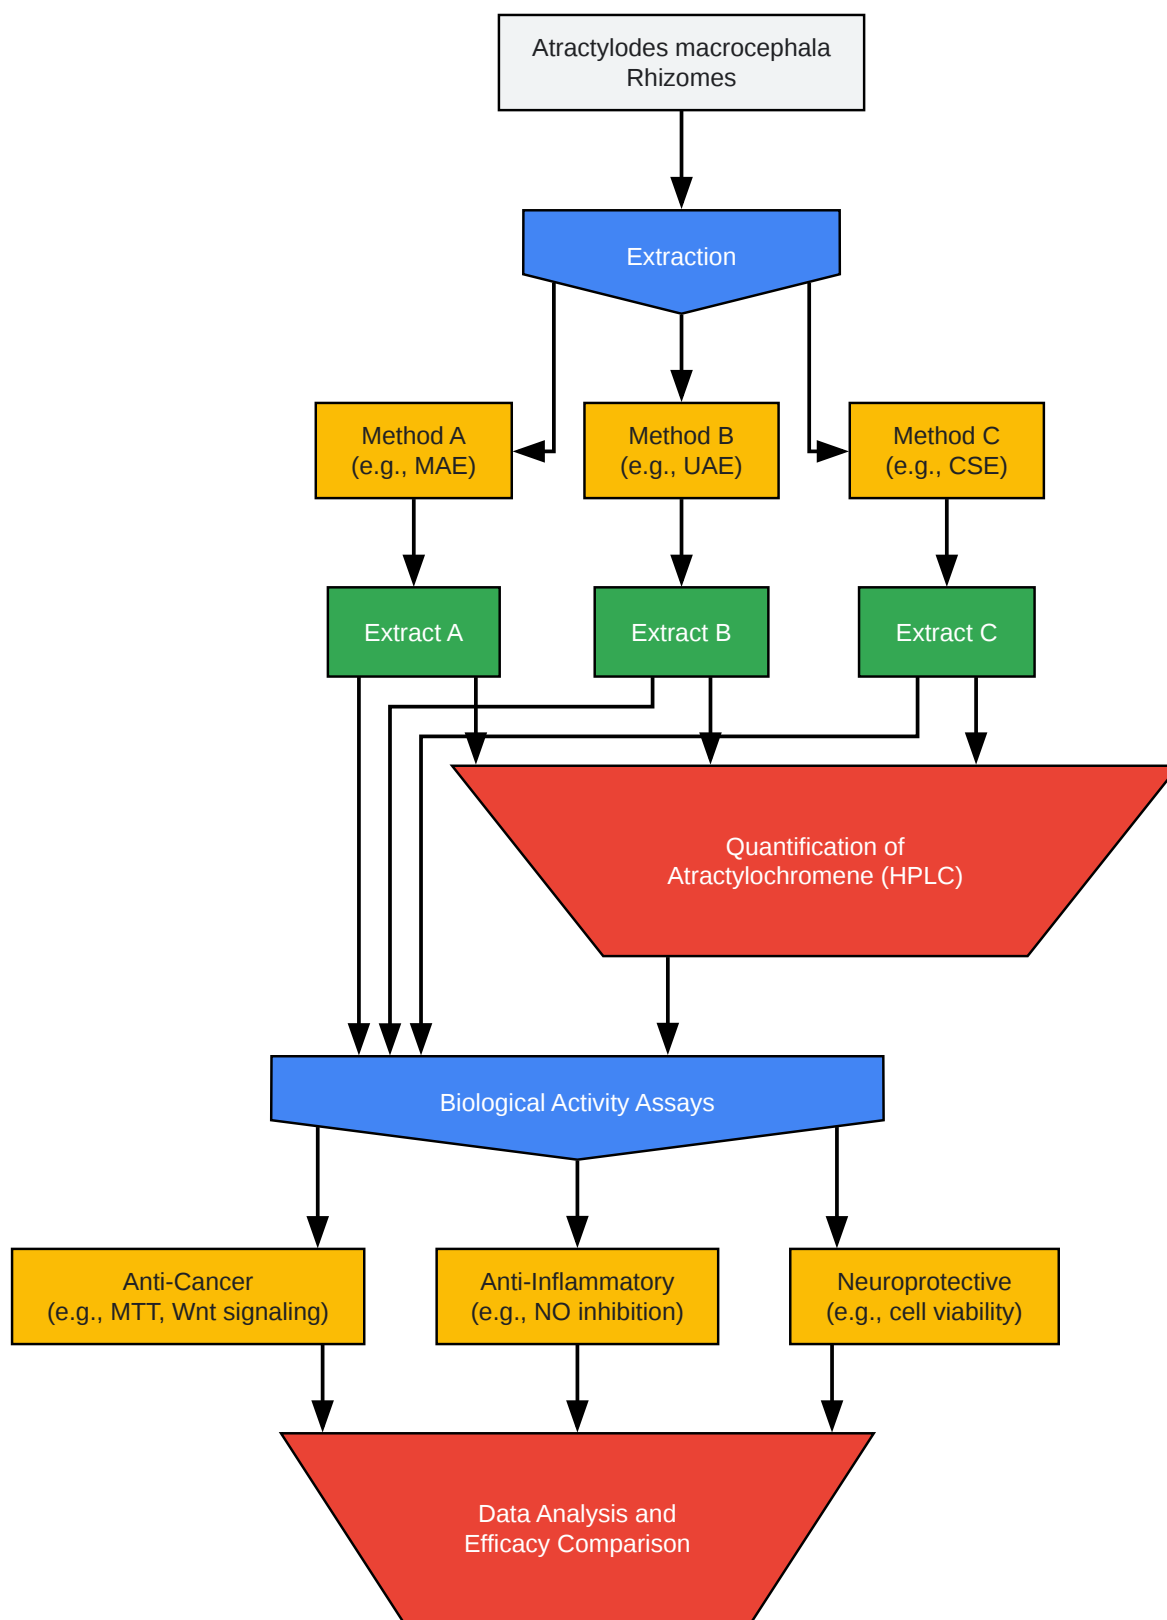 Atractylodes macrocephala
Rhizomes
Extraction
Method A
(e.g., MAE)
Method B
(e.g., UAE)
Method C
(e.g., CSE)
Extract A
Extract B
Extract C
Quantification of
Atractylochromene (HPLC)
Biological Activity Assays
Anti-Cancer
(e.g., MTT, Wnt signaling)
Anti-Inflammatory
(e.g., NO inhibition)
Neuroprotective
(e.g., cell viability)
Data Analysis and
Efficacy Comparison